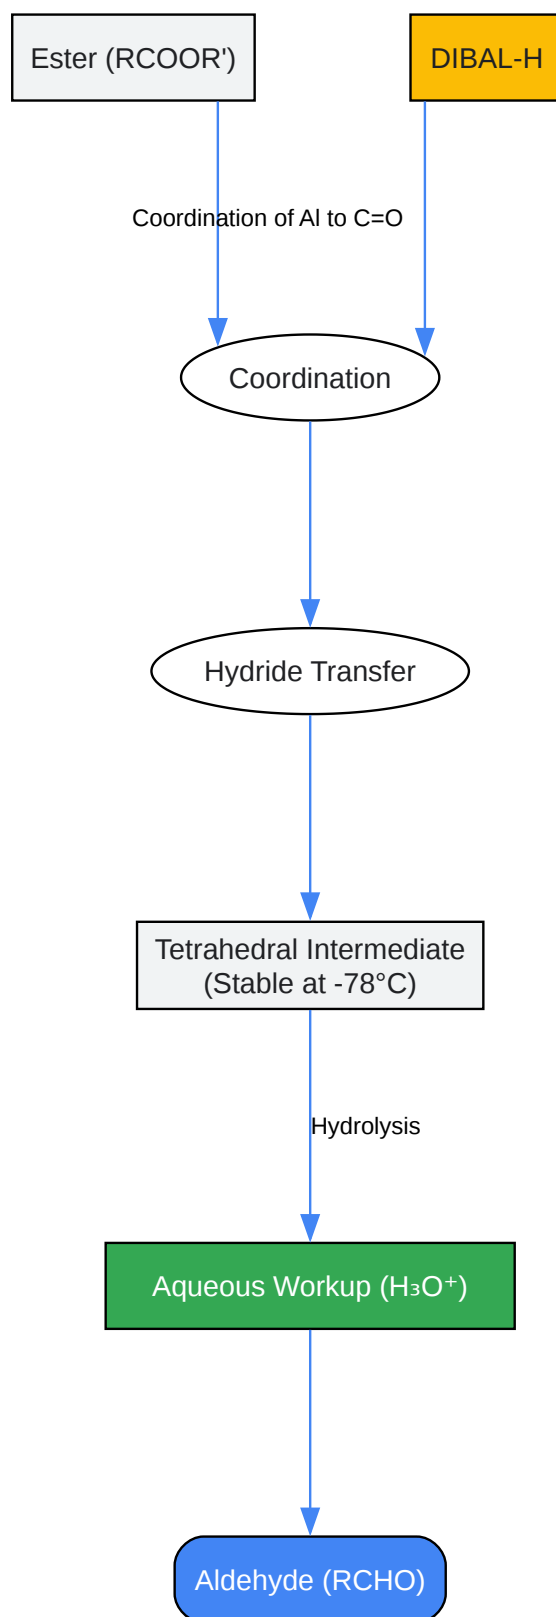 Ester (RCOOR')
DIBAL-H
Coordination of Al to C=O
Coordination
Hydride Transfer
Tetrahedral Intermediate
(Stable at -78°C)
Hydrolysis
Aqueous Workup (H₃O⁺)
Aldehyde (RCHO)